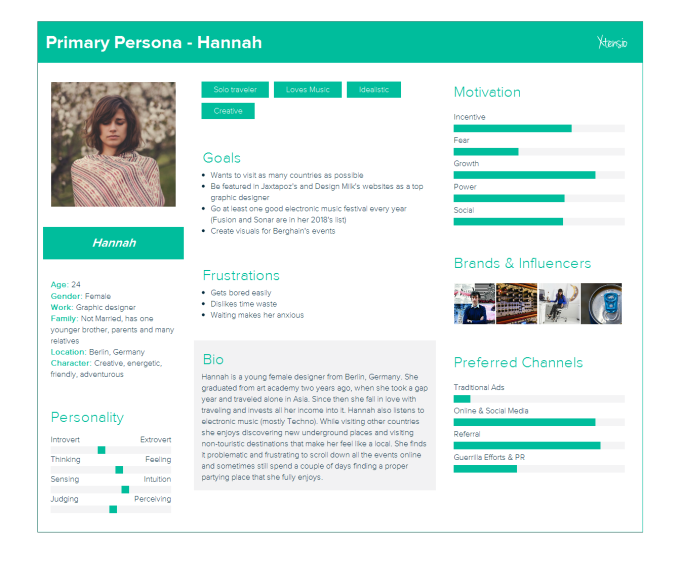 Primary Persona - Hannah
Xtensio
Solo traveler
Loves Music
Idealistic
Creative
Goals
Wants to visit as many countries as possible
Be featured in Jaxtapoz's and Design Milk's websites as a top
graphic designer
Go at least one good electronic music festival every year
(Fusion and Sonar are in her 2018's list)
Create visuals for Berghain's events
Frustrations
Gets bored easily
Dislikes time waste
Waiting makes her anxious
Bio
Hannah is a young female designer from Berlin, Germany. She
graduated from art academy two years ago, when she took a gap
year and traveled alone in Asia. Since then she fall in love with
traveling and invests all her income into it. Hannah also listens to
electronic music (mostly Techno). While visiting other countries
she enjoys discovering new underground places and visiting
non-touristic destinations that make her feel like a local. She finds
it problematic and frustrating to scroll down all the events online
and sometimes still spend a couple of days finding a proper
partying place that she fully enjoys.
Hannah
Age: 24
Gender: Female
Work: Graphic designer
Family: Not Married, has one
younger brother, parents and many
relatives
Location: Berlin, Germany
Character: Creative, energetic,
friendly, adventurous
Personality
Introvert Extrovert
Thinking Feeling
Sensing Intuition
Judging Perceiving
Motivation
Incentive
Fear
Growth
Power
Social
Brands & Influencers
Preferred Channels
Traditional Ads
Online & Social Media
Referral
Guerrilla Efforts & PR